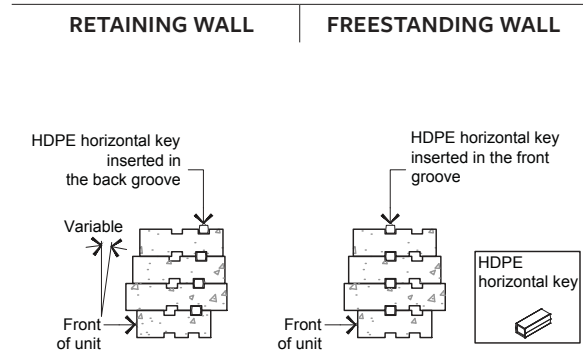 RETAINING WALL
FREESTANDING WALL
HDPE horizontal key
inserted in
the back groove
Variable
Front
of unit
HDPE horizontal key
inserted in the front
groove
Front
of unit
HDPE
horizontal key